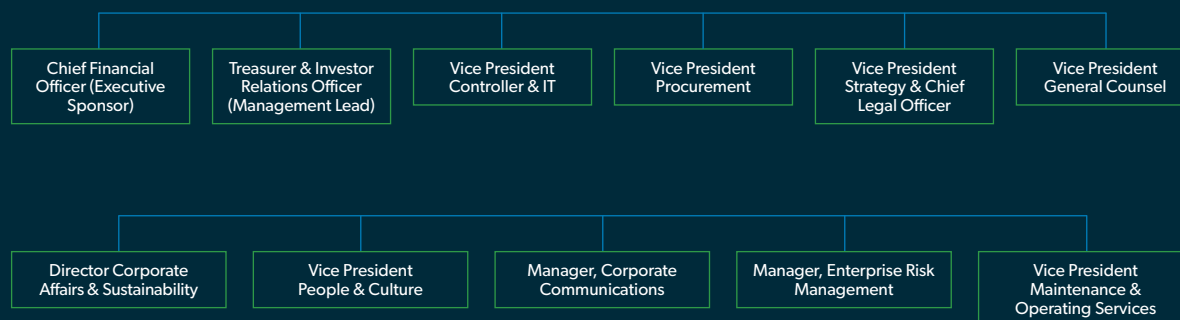 Chief Financial
Officer (Executive
Sponsor)
Treasurer & Investor
Relations Officer
(Management Lead)
Vice President
Controller & IT
Vice President
Procurement
Vice President
Strategy & Chief
Legal Officer
Vice President
General Counsel
Director Corporate
Affairs & Sustainability
Vice President
People & Culture
Manager, Corporate
Communications
Manager, Enterprise Risk
Management
Vice President
Maintenance &
Operating Services